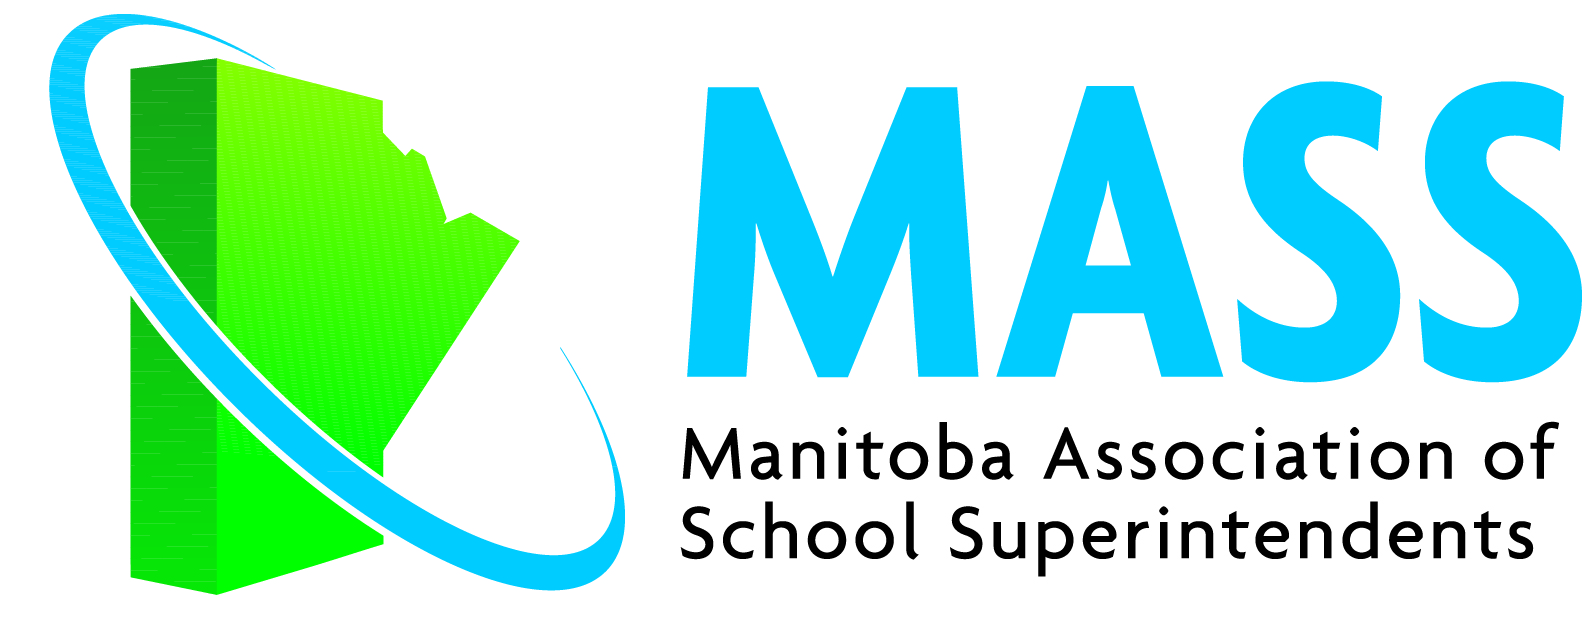 MASS
Manitoba Association of
School Superintendents